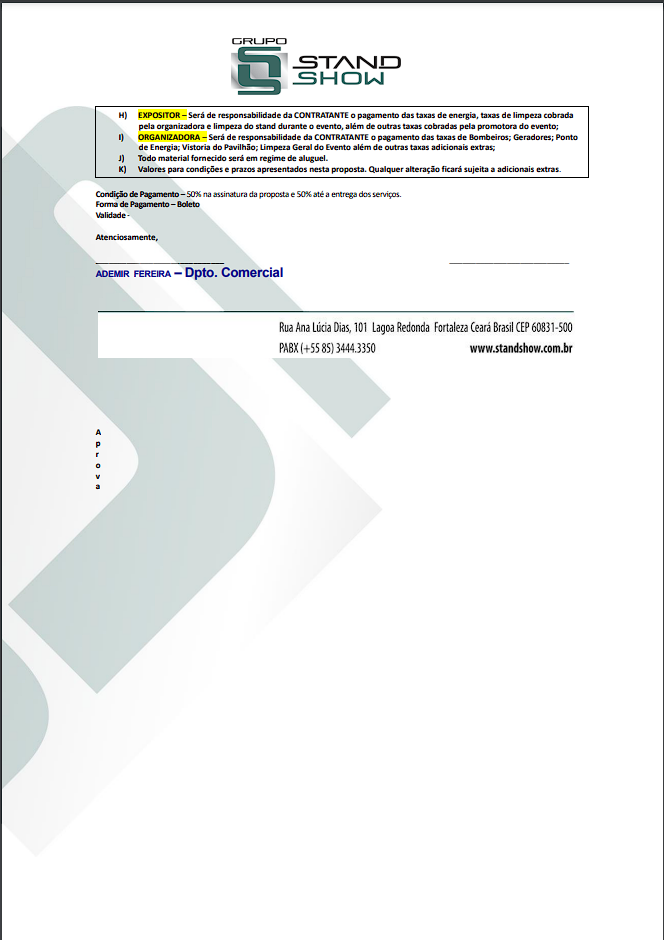 GRUPO
STAND
SHOW
H) EXPOSITOR – Será de responsabilidade da CONTRATANTE o pagamento das taxas de energia, taxas de limpeza cobrada
pela organizadora e limpeza do stand durante o evento, além de outras taxas cobradas pela promotora do evento;
I) ORGANIZADORA – Será de responsabilidade da CONTRATANTE o pagamento das taxas de Bombeiros; Geradores; Ponto
de Energia; Vistoria do Pavilhão; Limpeza Geral do Evento além de outras taxas adicionais extras;
J) Todo material fornecido será em regime de aluguel.
K) Valores para condições e prazos apresentados nesta proposta. Qualquer alteração ficará sujeita a adicionais extras.
Condição de Pagamento – 50% na assinatura da proposta e 50% até a entrega dos serviços.
Forma de Pagamento – Boleto
Validade -
Atenciosamente,
ADEMIR FEREIRA – Dpto. Comercial
Rua Ana Lúcia Dias, 101 Lagoa Redonda Fortaleza Ceará Brasil CEP 60831-500
PABX (+55 85) 3444.3350 www.standshow.com.br
A
p
r
o
v
a